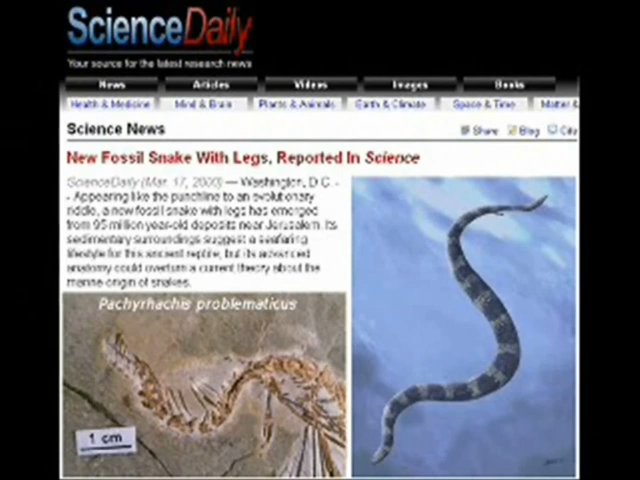 ScienceDaily
Your source for the latest research news
News Articles Videos Images Books
Health & Medicine Mind & Brain Plants & Animals Earth & Climate Space & Time Matter &
Science News
Share Blog Cite
New Fossil Snake With Legs, Reported In Science
ScienceDaily (Mar. 17, 2000) — Washington, D.C. -
- Appearing like the punchline to an evolutionary
riddle, a new fossil snake with legs has emerged
from 95 million year-old deposits near Jerusalem. Its
sedimentary surroundings suggest a seafaring
lifestyle for this ancient reptile, but its advanced
anatomy could overturn a current theory about the
marine origin of snakes.
Pachyrhachis problematicus
1 cm